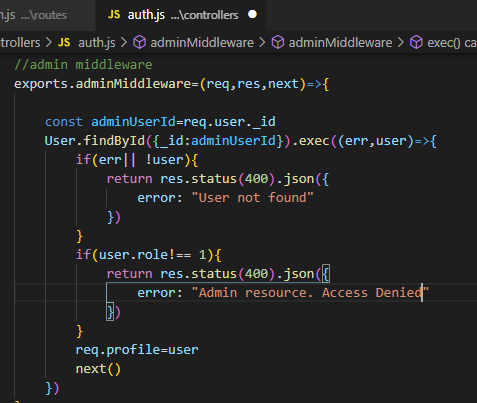 .js ...\routes
JS auth.js ...\controllers
ntrollers > JS auth.js > adminMiddleware > adminMiddleware > exec() ca
//admin middleware
exports.adminMiddleware=(req,res,next)=>{
const adminUserId=req.user._id
User.findById({_id:adminUserId}).exec((err,user)=>{
if(err|| !user){
return res.status(400).json({
error: "User not found"
})
}
if(user.role!== 1){
return res.status(400).json({
error: "Admin resource. Access Denied"
})
}
req.profile=user
next()
})